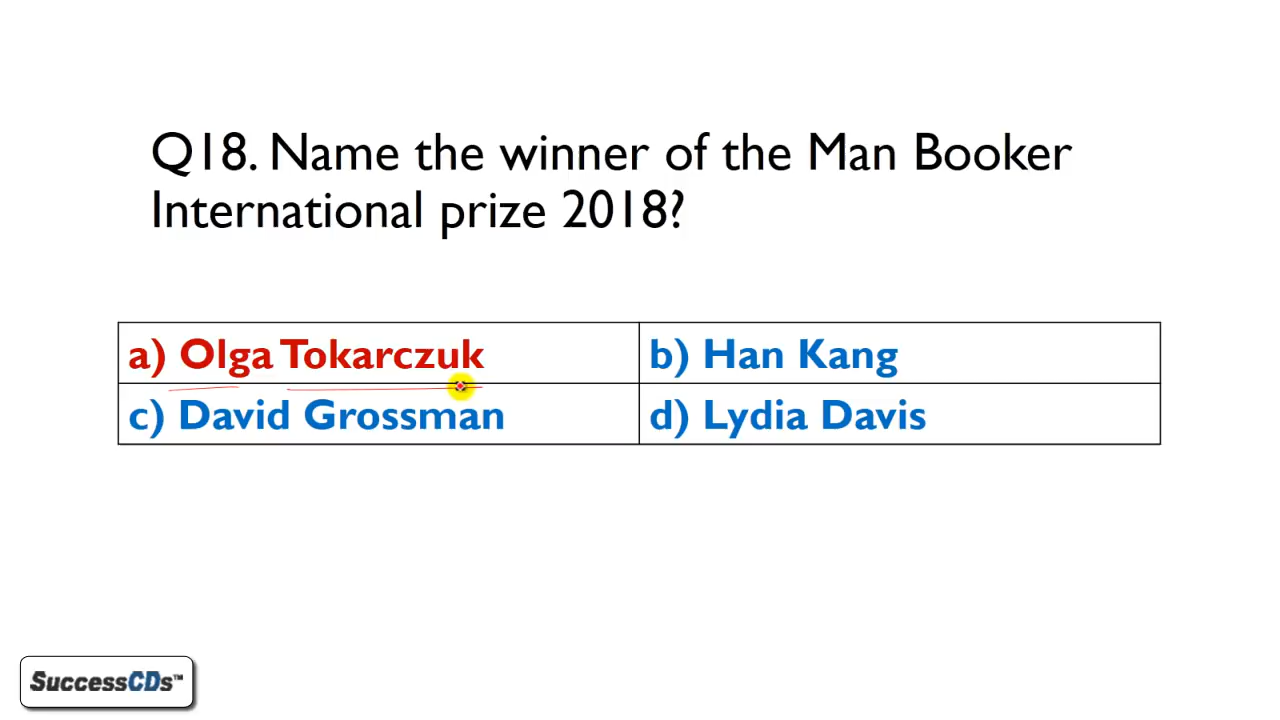 Q18. Name the winner of the Man Booker
International prize 2018?
a) Olga Tokarczuk
b) Han Kang
c) David Grossman
d) Lydia Davis
SuccessCDs™